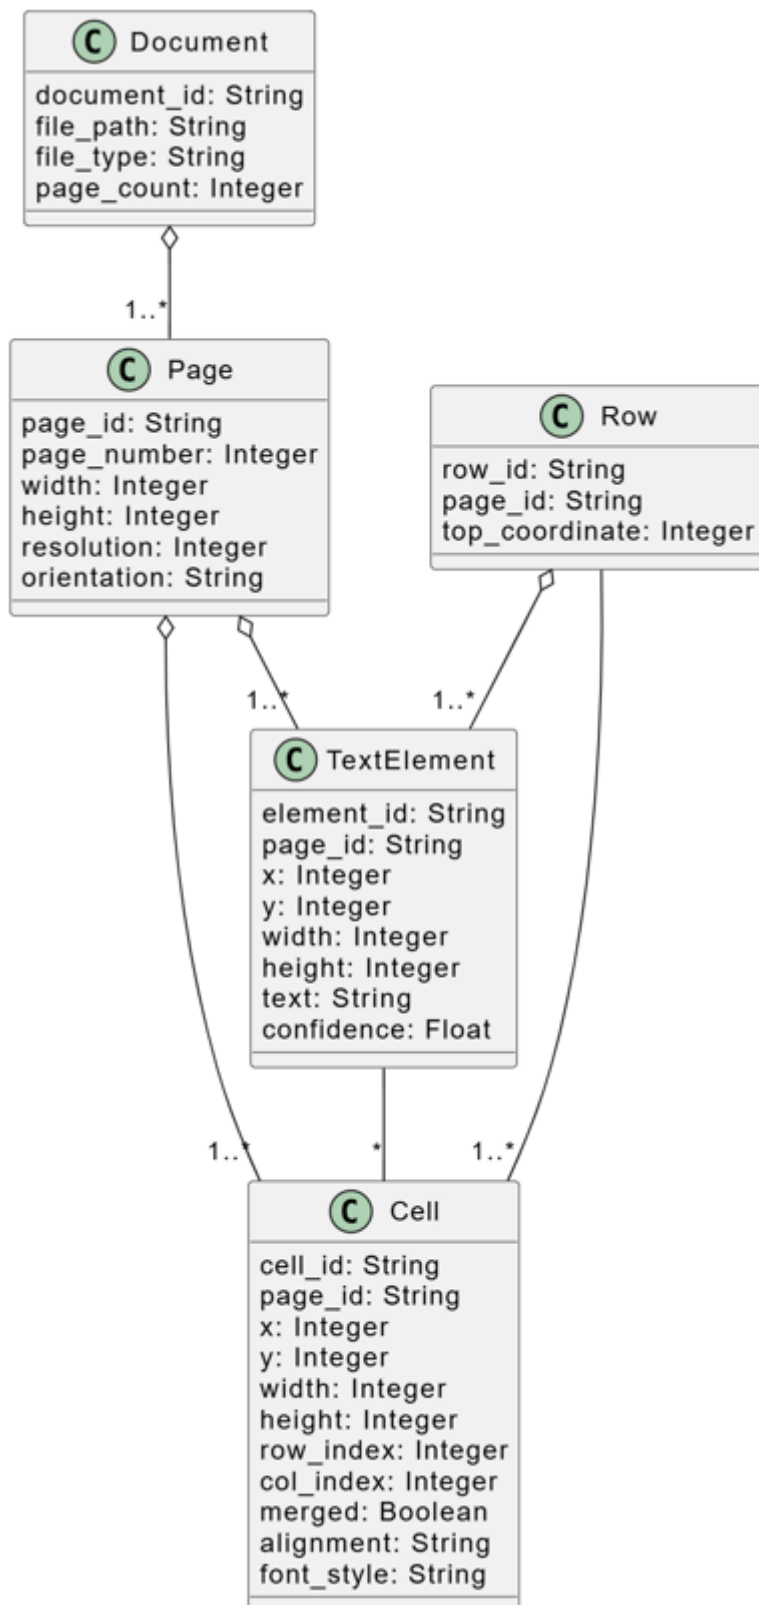 C Document
document_id: String
file_path: String
file_type: String
page_count: Integer
1..*
C Page
page_id: String
page_number: Integer
width: Integer
height: Integer
resolution: Integer
orientation: String
C Row
row_id: String
page_id: String
top_coordinate: Integer
1..*
1..*
C TextElement
element_id: String
page_id: String
x: Integer
y: Integer
width: Integer
height: Integer
text: String
confidence: Float
1..*
*
1..*
C Cell
cell_id: String
page_id: String
x: Integer
y: Integer
width: Integer
height: Integer
row_index: Integer
col_index: Integer
merged: Boolean
alignment: String
font_style: String